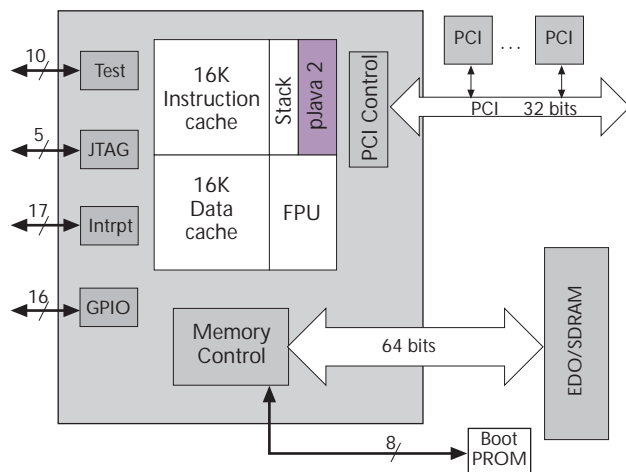 10
Test
5
JTAG
17
Intrpt
16
GPIO
16K
Instruction
cache
Stack
pJava 2
16K
Data
cache
FPU
PCI Control
PCI
...
PCI
PCI 32 bits
Memory
Control
64 bits
EDO/SDRAM
8
Boot
PROM